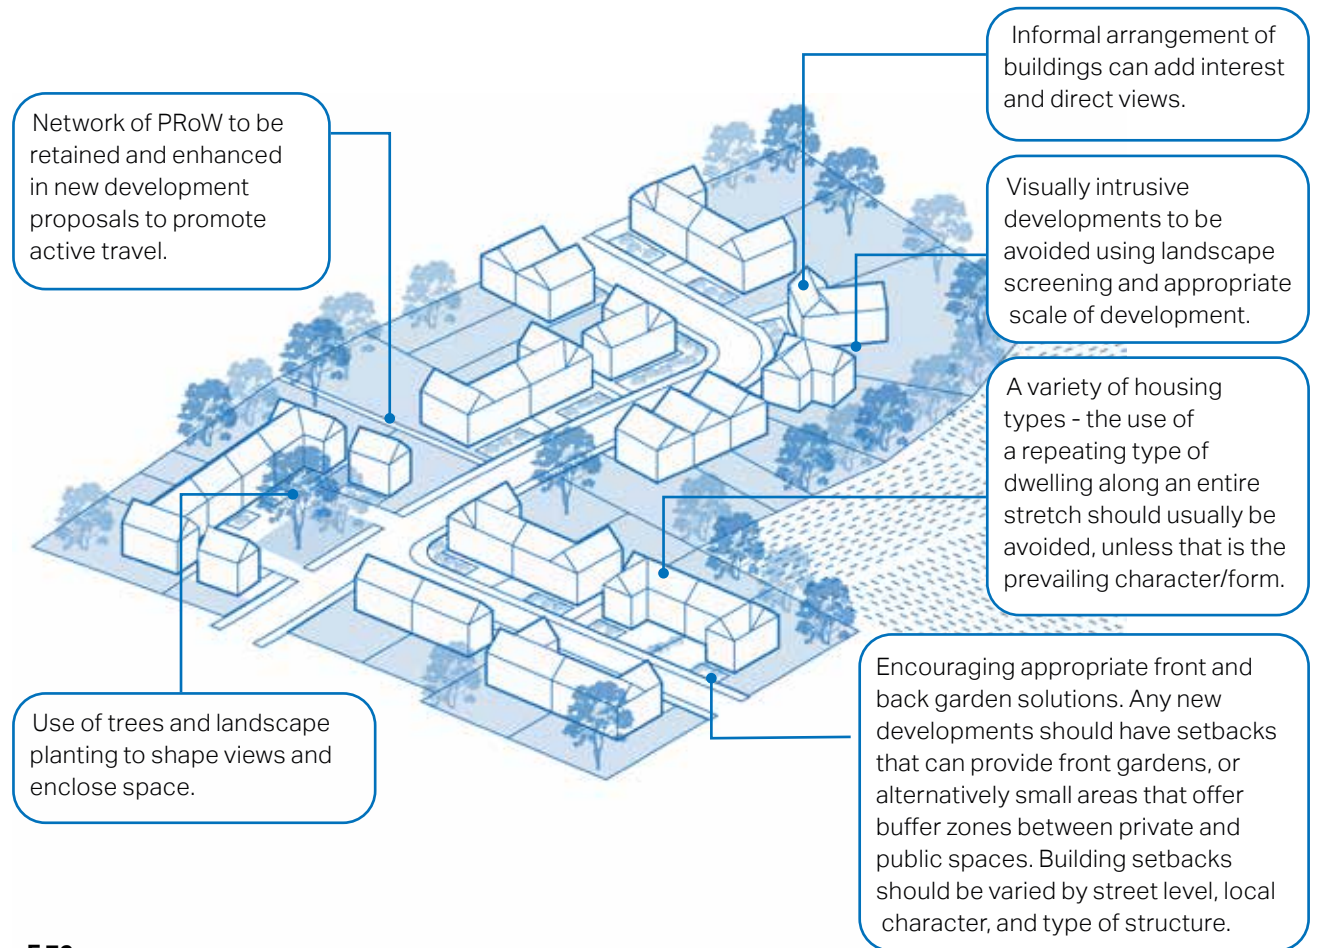 Informal arrangement of
buildings can add interest
and direct views.
Network of PRoW to be
retained and enhanced
in new development
proposals to promote
active travel.
Visually intrusive
developments to be
avoided using landscape
screening and appropriate
scale of development.
A variety of housing
types - the use of
a repeating type of
dwelling along an entire
stretch should usually be
avoided, unless that is the
prevailing character/form.
Encouraging appropriate front and
back garden solutions. Any new
developments should have setbacks
that can provide front gardens, or
alternatively small areas that offer
buffer zones between private and
public spaces. Building setbacks
should be varied by street level, local
character, and type of structure.
Use of trees and landscape
planting to shape views and
enclose space.